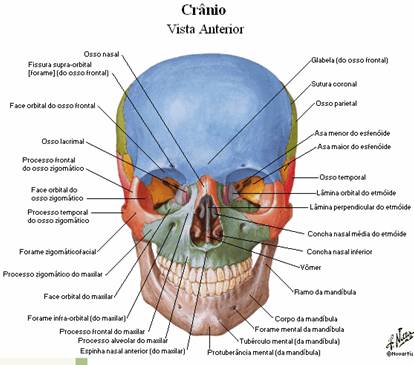 Crânio
Vista Anterior
Osso nasal
Fissura supra-orbital
[forame] (do osso frontal)
Face orbital do osso frontal
Osso lacrimal
Processo frontal
do osso zigomático
Face orbital do
osso zigomático
Processo temporal
do osso zigomático
Forame zigomáticofacial
Processo zigomático do maxilar
Face orbital do maxilar
Forame infra-orbital (do maxilar)
Processo frontal do maxilar
Processo alveolar do maxilar
Espinha nasal anterior (do maxilar)
Glabela (do osso frontal)
Sutura coronal
Osso parietal
Asa menor do esfenóide
Asa maior do esfenóide
Osso temporal
Lâmina orbital do etmóide
Lâmina perpendicular do etmóide
Concha nasal média do etmóide
Concha nasal inferior
Vômer
Ramo da mandíbula
Corpo da mandíbula
Forame mental da mandíbula
Tubérculo mental (da mandíbula)
Protuberância mental (da mandíbula)
©Novartis